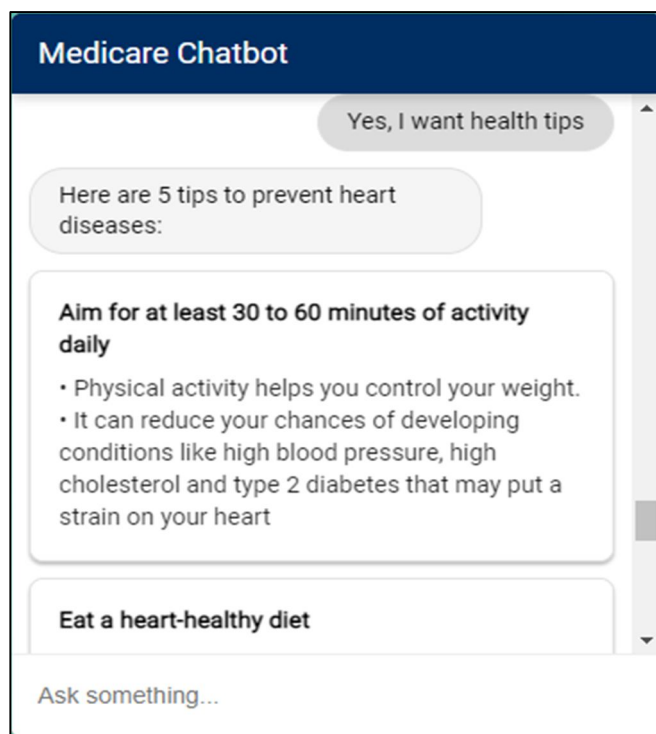 Medicare Chatbot
Yes, I want health tips
Here are 5 tips to prevent heart
diseases:
Aim for at least 30 to 60 minutes of activity
daily
• Physical activity helps you control your weight.
• It can reduce your chances of developing
conditions like high blood pressure, high
cholesterol and type 2 diabetes that may put a
strain on your heart
Eat a heart-healthy diet
Ask something...